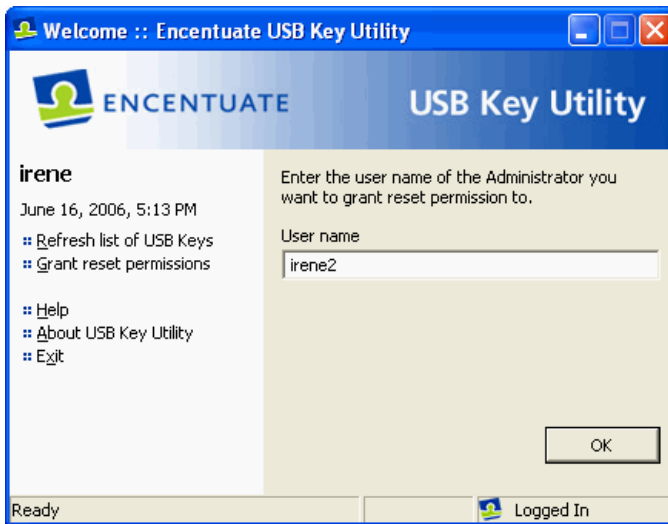 Welcome :: Encentuate USB Key Utility
ENCENTUATE
USB Key Utility
irene
June 16, 2006, 5:13 PM
Refresh list of USB Keys
Grant reset permissions
Help
About USB Key Utility
Exit
Enter the user name of the Administrator you
want to grant reset permission to.
User name
irene2
OK
Ready
Logged In